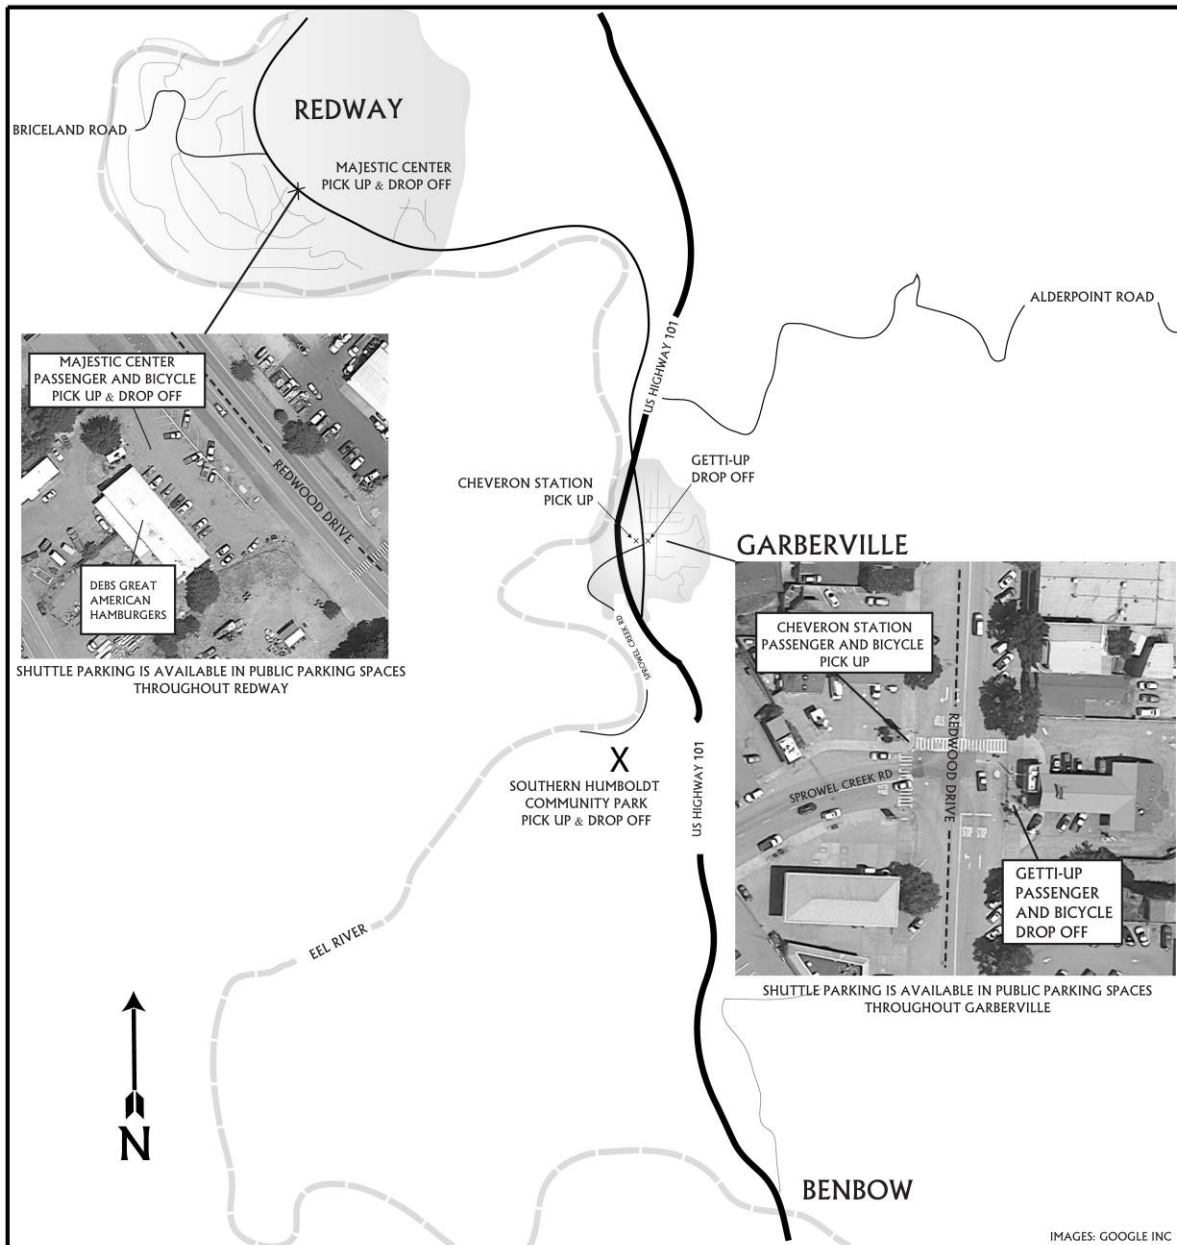 REDWAY
BRICELAND ROAD
MAJESTIC CENTER
PICK UP & DROP OFF
ALDERPOINT ROAD
US HIGHWAY 101
MAJESTIC CENTER
PASSENGER AND BICYCLE
PICK UP & DROP OFF
REDWOOD DRIVE
DEBS GREAT
AMERICAN
HAMBURGERS
SHUTTLE PARKING IS AVAILABLE IN PUBLIC PARKING SPACES
THROUGHOUT REDWAY
CHEVERON STATION
PICK UP
GETTI-UP
DROP OFF
GARBERVILLE
SPROWEL CREEK RD
CHEVERON STATION
PASSENGER AND BICYCLE
PICK UP
REDWOOD DRIVE
SPROWEL CREEK RD
STOP STOP
GETTI-UP
PASSENGER
AND BICYCLE
DROP OFF
SHUTTLE PARKING IS AVAILABLE IN PUBLIC PARKING SPACES
THROUGHOUT GARBERVILLE
X
SOUTHERN HUMBOLDT
COMMUNITY PARK
PICK UP & DROP OFF
US HIGHWAY 101
EEL RIVER
N
BENBOW
IMAGES: GOOGLE INC